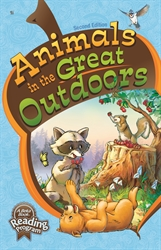 Second Edition
Animals
in the Great
Outdoors
A Beka Book
Reading
Program